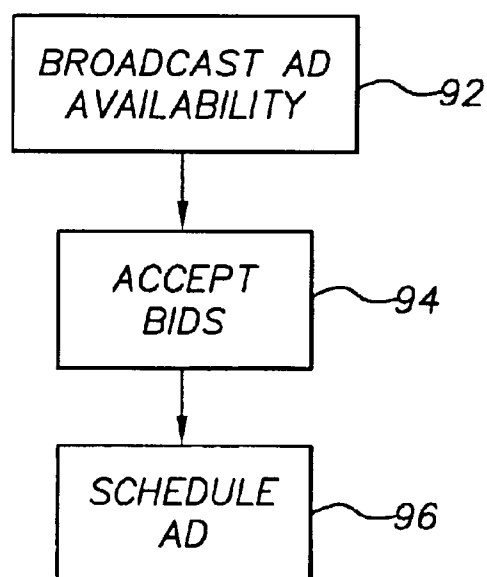 BROADCAST AD
AVAILABILITY
92
ACCEPT
BIDS
94
SCHEDULE
AD
96